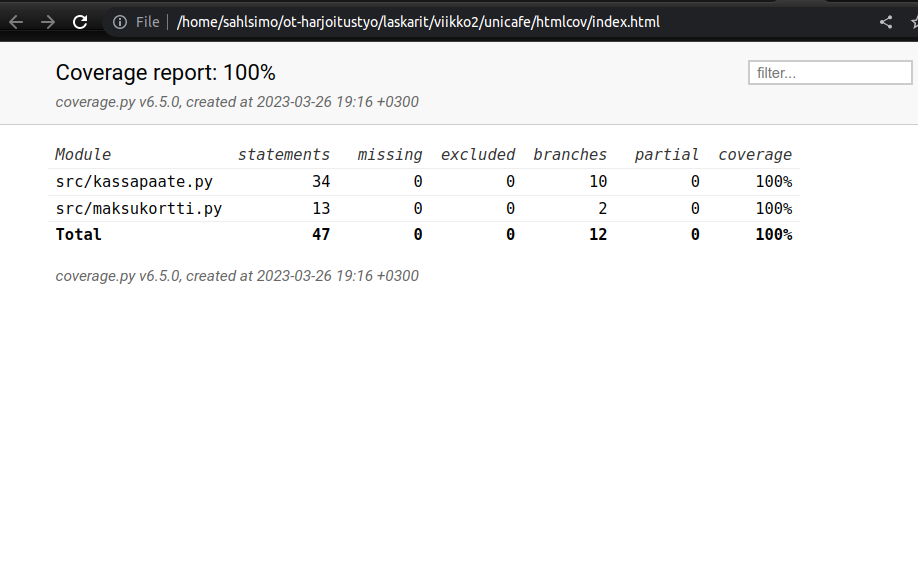 File /home/sahlsimo/ot-harjoitustyo/laskarit/viikko2/unicafe/htmlcov/index.html
Coverage report: 100%
filter...
coverage.py v6.5.0, created at 2023-03-26 19:16 +0300
Module statements missing excluded branches partial coverage
src/kassapaate.py 34 0 0 10 0 100%
src/maksukortti.py 13 0 0 2 0 100%
Total 47 0 0 12 0 100%
coverage.py v6.5.0, created at 2023-03-26 19:16 +0300